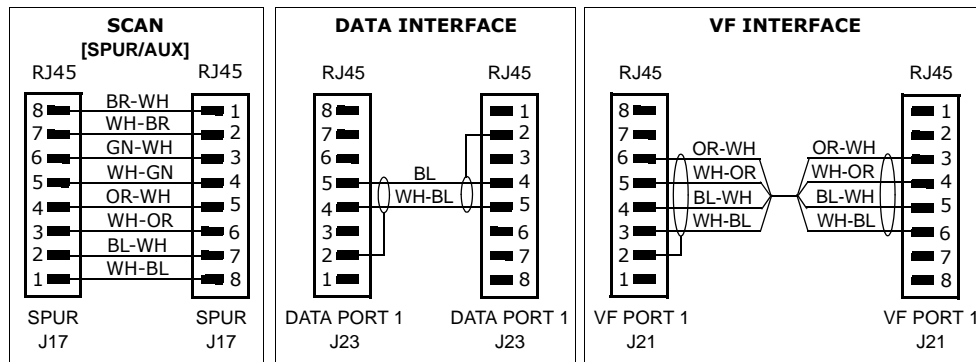 SCAN
[SPUR/AUX]
RJ45 RJ45
8 BR-WH 1
7 WH-BR 2
6 GN-WH 3
5 WH-GN 4
4 OR-WH 5
3 WH-OR 6
2 BL-WH 7
1 WH-BL 8
SPUR SPUR
J17 J17
DATA INTERFACE
RJ45 RJ45
8 1
7 2
6 3
5 BL 4
4 WH-BL 5
3 6
2 7
1 8
DATA PORT 1 DATA PORT 1
J23 J23
VF INTERFACE
RJ45 RJ45
8 1
7 2
6 OR-WH OR-WH 3
5 WH-OR WH-OR 4
4 BL-WH BL-WH 5
3 WH-BL WH-BL 6
2 7
1 8
VF PORT 1 VF PORT 1
J21 J21